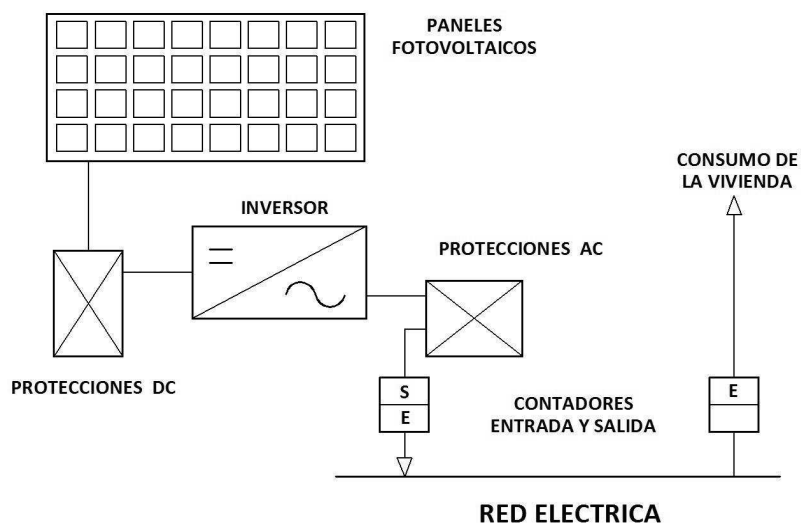 PANELES
FOTOVOLTAICOS
CONSUMO DE
LA VIVIENDA
INVERSOR
PROTECCIONES AC
PROTECCIONES DC
S
E
CONTADORES
ENTRADA Y SALIDA
E
RED ELECTRICA